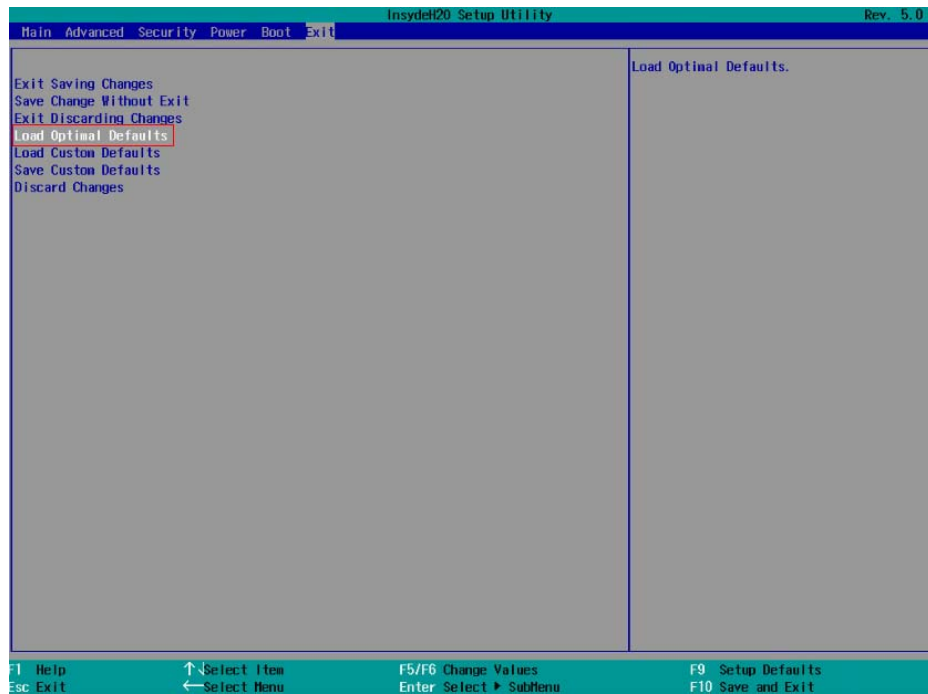 InsydeH20 Setup Utility Rev. 5.0
Main Advanced Security Power Boot Exit
Load Optimal Defaults.
Exit Saving Changes
Save Change Without Exit
Exit Discarding Changes
Load Optimal Defaults
Load Custom Defaults
Save Custom Defaults
Discard Changes
F1 Help ↑↓Select Item F5/F6 Change Values F9 Setup Defaults
Esc Exit ←→Select Menu Enter Select ▶ SubMenu F10 Save and Exit